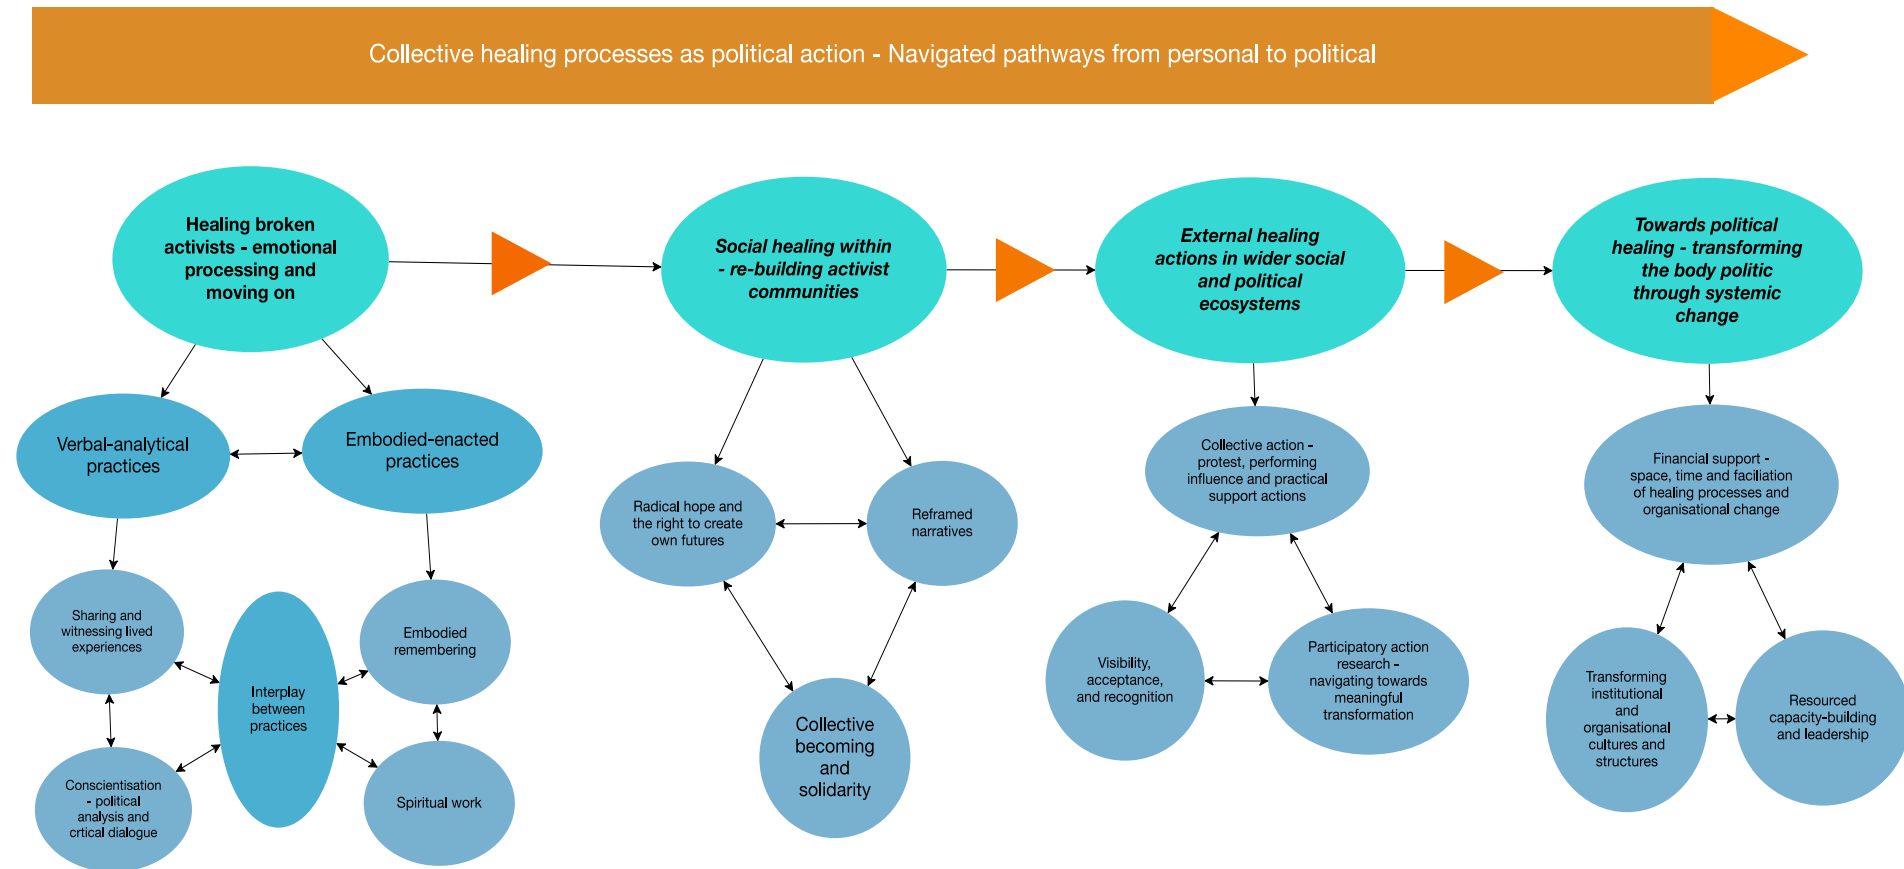 Collective healing processes as political action - Navigated pathways from personal to political
Healing broken
activists - emotional
processing and
moving on
Social healing within
- re-building activist
communities
External healing
actions in wider social
and political
ecosystems
Towards political
healing - transforming
the body politic
through systemic
change
Verbal-analytical
practices
Embodied-enacted
practices
Sharing and
witnessing lived
experiences
Interplay
between
practices
Embodied
remembering
Conscientisation
- political
analysis and
crtical dialogue
Spiritual work
Radical hope and
the right to create
own futures
Reframed
narratives
Collective
becoming
and
solidarity
Collective action -
protest, performing
influence and practical
support actions
Visibility,
acceptance,
and recognition
Participatory action
research -
navigating towards
meaningful
transformation
Financial support -
space, time and faciliation
of healing processes and
organisational change
Transforming
institutional
and
organisational
cultures and
structures
Resourced
capacity-building
and leadership